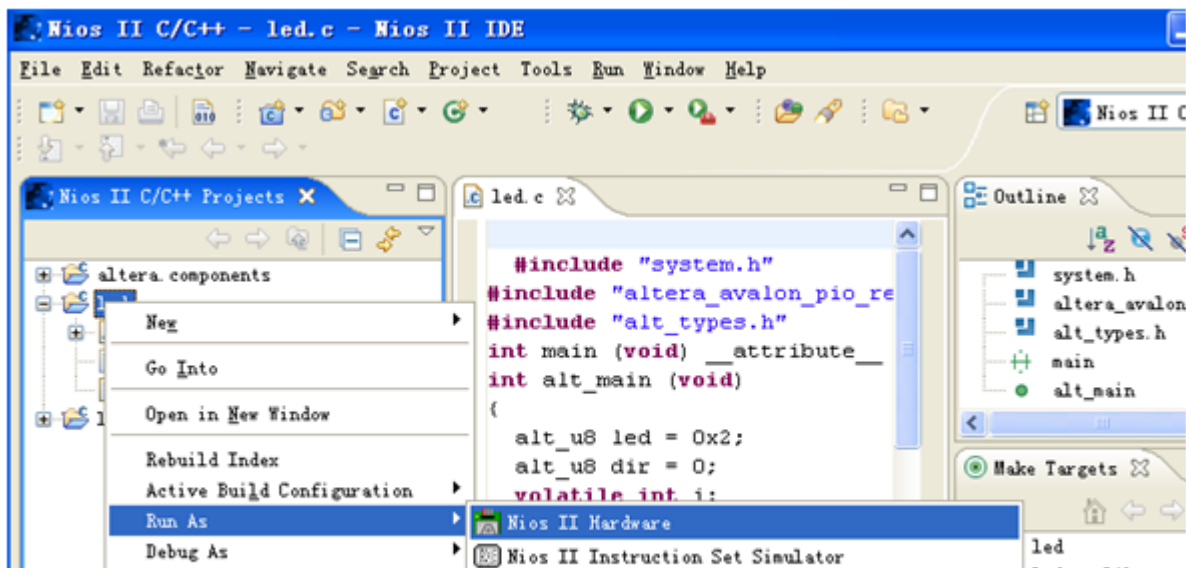 Nios II C/C++ - led.c - Nios II IDE
File Edit Refactor Navigate Search Project Tools Run Window Help
Nios II C
Nios II C/C++ Projects
led.c
Outline
altera.components
#include "system.h"
#include "altera_avalon_pio_re
#include "alt_types.h"
int main (void) __attribute__
int alt_main (void)
{
alt_u8 led = 0x2;
alt_u8 dir = 0;
volatile int i;
system.h
altera_avalon
alt_types.h
main
alt_main
Make Targets
led
New
Go Into
Open in New Window
Rebuild Index
Active Build Configuration
Run As
Debug As
Nios II Hardware
Nios II Instruction Set Simulator